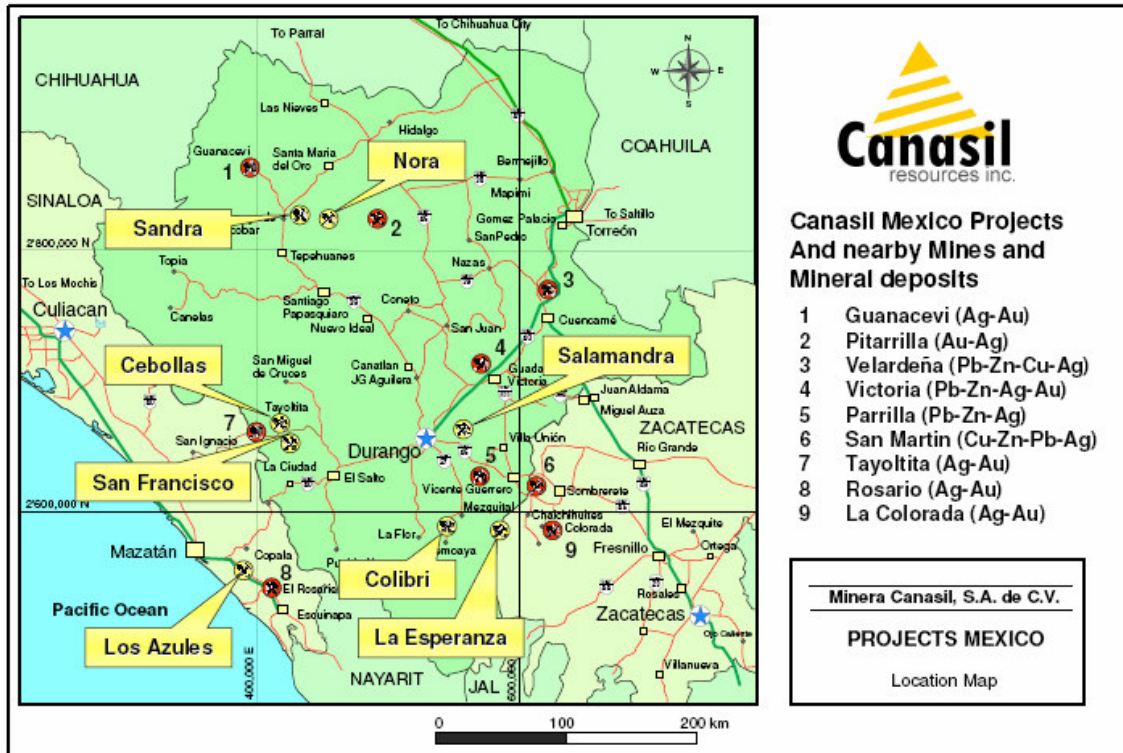 To Chihuahua City
To Parral
N
W
E
S
CHIHUAHUA
Las Nieves
Hidalgo
COAHUILA
Guanacevi
Santa Maria
del Oro
Nora
Bermejillo
1
Mapimi
SINALOA
Sandra
2
Gomez Palacio
To Saltillo
Torreón
SanPedro
2'800,000 N
Tepehuanes
Topia
Nazas
To Los Mochis
3
Culiacan
Santiago
Papasquiaro
Coneto
Canelas
Nuevo Ideal
San Juan
Cuencamé
Cebollas
San Miguel
de Cruces
Canatlan
JG Aguilera
4
Salamandra
Guada
Victoria
Juan Aldama
Miguel Auza
Tayoltita
7
ZACATECAS
San Ignacio
Durango
Villa Unión
Rio Grande
San Francisco
La Ciudad
El Salto
5
6
Vicente Guerrero
Sombrerete
2'600,000 N
Mezquital
Chalchihuites
Colorada
El Mezquite
La Flor
9
Ortega
Mazatán
Copala
Colibri
Fresnillo
8
El Rosario
Rosales
Pacific Ocean
Esquinapa
La Esperanza
Zacatecas
Los Azules
Ojo Caliente
400,000 E
600,000
NAYARIT
JAL
Villanueva
0
100
200 km
Canasil
resources inc.
Canasil Mexico Projects
And nearby Mines and
Mineral deposits
1 Guanacevi (Ag-Au)
2 Pitarrilla (Au-Ag)
3 Velardeña (Pb-Zn-Cu-Ag)
4 Victoria (Pb-Zn-Ag-Au)
5 Parrilla (Pb-Zn-Ag)
6 San Martin (Cu-Zn-Pb-Ag)
7 Tayoltita (Ag-Au)
8 Rosario (Ag-Au)
9 La Colorada (Ag-Au)
Minera Canasil, S.A. de C.V.
PROJECTS MEXICO
Location Map